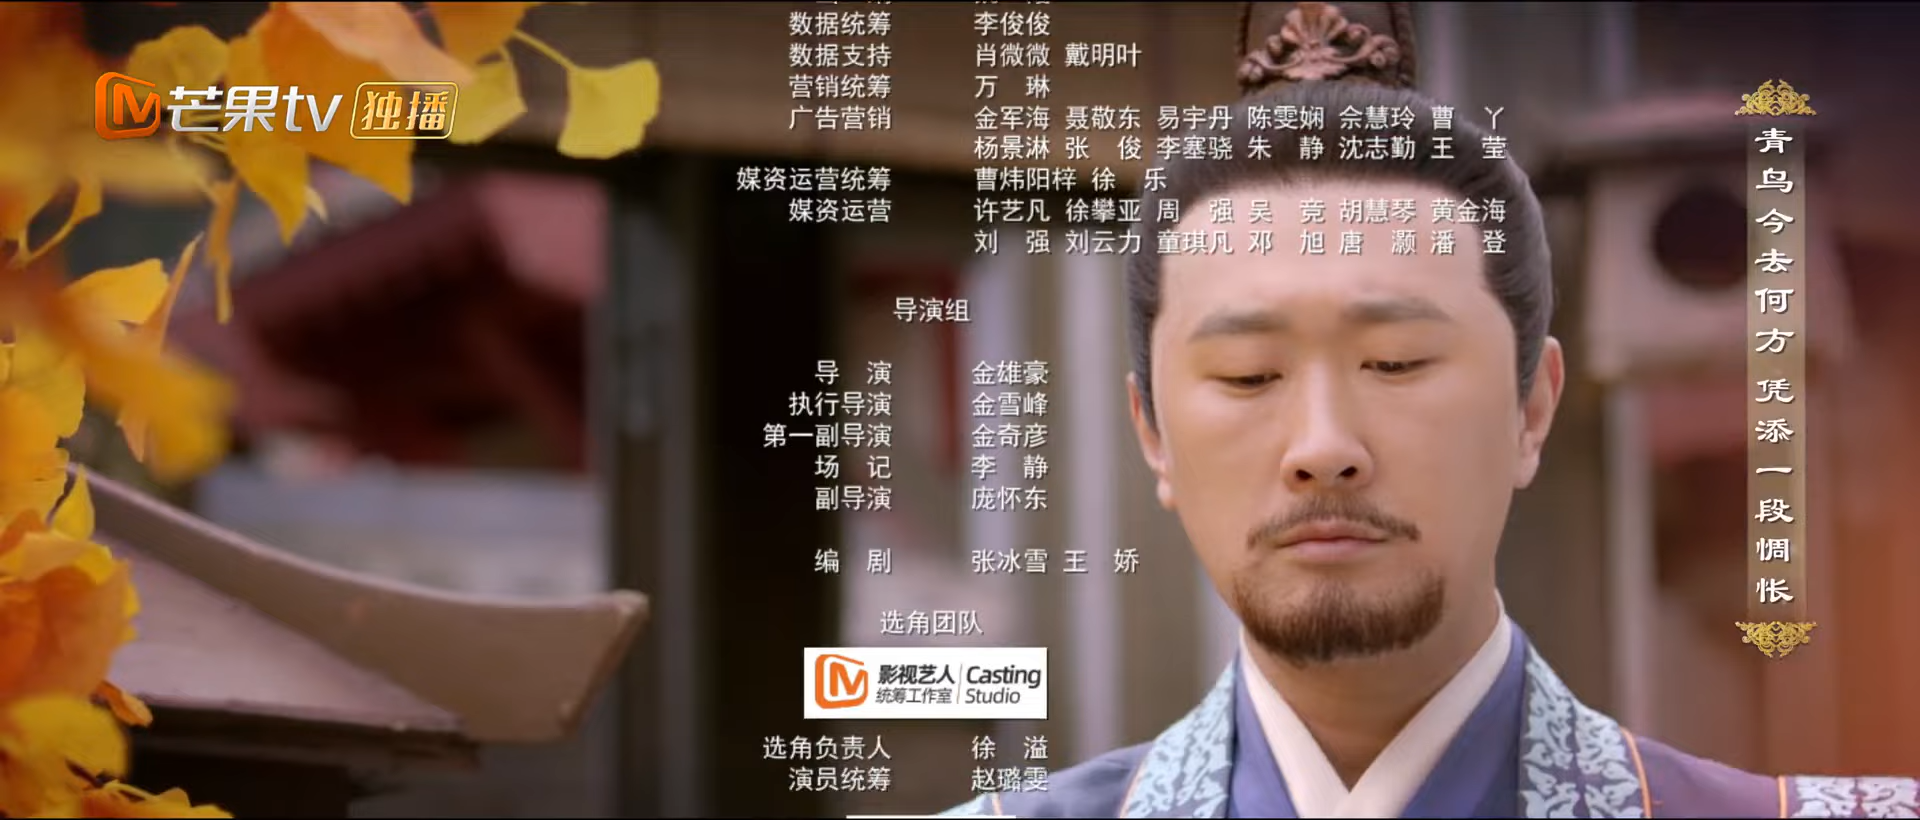 芒果tv 独播
数据统筹 李俊俊
数据支持 肖微微 戴明叶
营销统筹 万 琳
广告营销 金军海 聂敬东 易宇丹 陈雯娴 佘慧玲 曹 丫
杨景淋 张 俊 李塞骁 朱 静 沈志勤 王 莹
媒资运营统筹 曹炜阳梓 徐 乐
媒资运营 许艺凡 徐攀亚 周 强 吴 竞 胡慧琴 黄金海
刘 强 刘云力 童琪凡 邓 旭 唐 灏 潘 登
导演组
导 演 金雄豪
执行导演 金雪峰
第一副导演 金奇彦
场 记 李 静
副导演 庞怀东
编 剧 张冰雪 王 娇
选角团队
影视艺人 Casting
统筹工作室 Studio
选角负责人 徐 溢
演员统筹 赵璐雯
青鸟今去何方 凭添一段惆怅